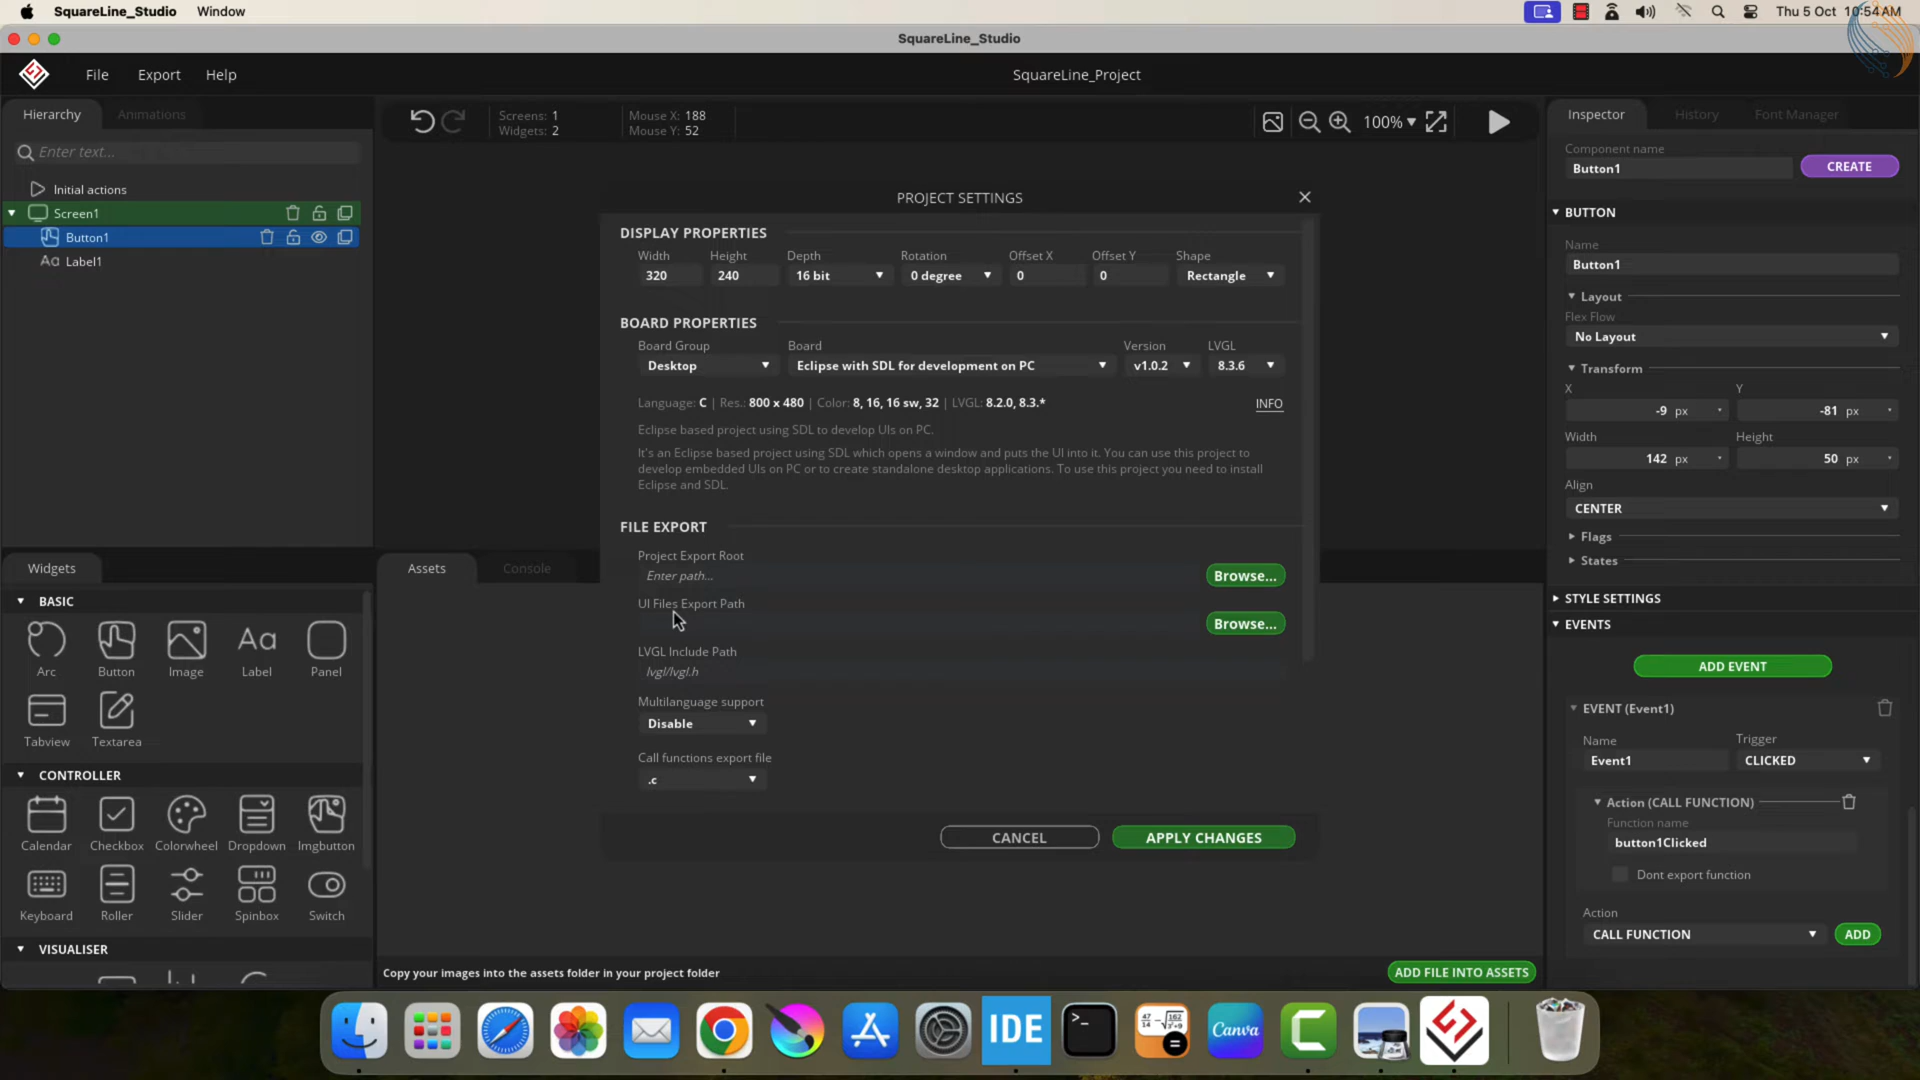 SquareLine_Studio Window
Thu 5 Oct 10:54 AM
SquareLine_Studio
File Export Help
SquareLine_Project
Hierarchy Animations
Enter text...
Initial actions
Screen1
Button1
Label1
Screens: 1
Widgets: 2
Mouse X: 188
Mouse Y: 52
100%
PROJECT SETTINGS
DISPLAY PROPERTIES
Width Height Depth Rotation Offset X Offset Y Shape
320 240 16 bit 0 degree 0 0 Rectangle
BOARD PROPERTIES
Board Group Board Version LVGL
Desktop Eclipse with SDL for development on PC v1.0.2 8.3.6
Language: C | Res.: 800 x 480 | Color: 8, 16, 16 sw, 32 | LVGL: 8.2.0, 8.3.*
INFO
Eclipse based project using SDL to develop UIs on PC.
It's an Eclipse based project using SDL which opens a window and puts the UI into it. You can use this project to
develop embedded UIs on PC or to create standalone desktop applications. To use this project you need to install
Eclipse and SDL.
FILE EXPORT
Project Export Root
Enter path...
Browse...
UI Files Export Path
Browse...
LVGL Include Path
lvgl/lvgl.h
Multilanguage support
Disable
Call functions export file
.c
CANCEL APPLY CHANGES
Inspector History Font Manager
Component name
Button1
CREATE
BUTTON
Name
Button1
Layout
Flex Flow
No Layout
Transform
X Y
-9 px -81 px
Width Height
142 px 50 px
Align
CENTER
Flags
States
STYLE SETTINGS
EVENTS
ADD EVENT
EVENT (Event1)
Name Trigger
Event1 CLICKED
Action (CALL FUNCTION)
Function name
button1Clicked
Dont export function
Action
CALL FUNCTION ADD
Widgets
BASIC
Arc Button Image Label Panel
Tabview Textarea
CONTROLLER
Calendar Checkbox Colorwheel Dropdown Imgbutton
Keyboard Roller Slider Spinbox Switch
VISUALISER
Assets Console
Copy your images into the assets folder in your project folder
ADD FILE INTO ASSETS
IDE
Canva